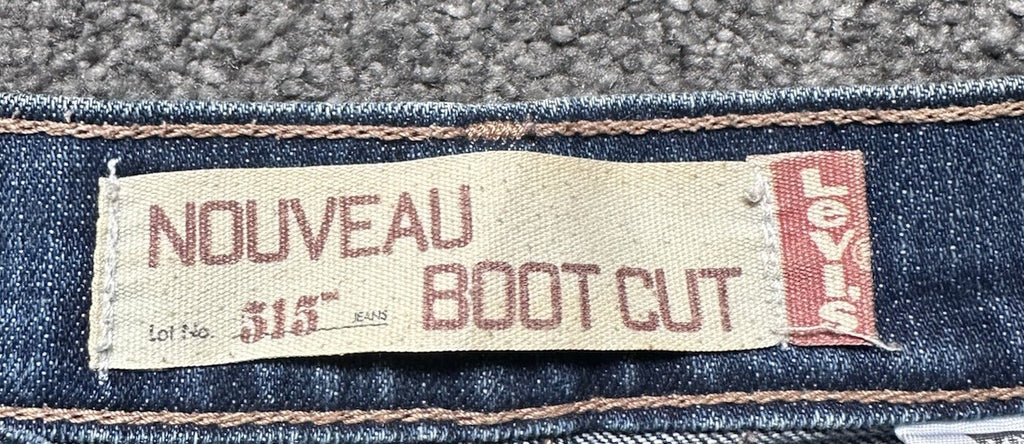 NOUVEAU
BOOT CUT
Lot No. 515™ JEANS
LeVI'S®